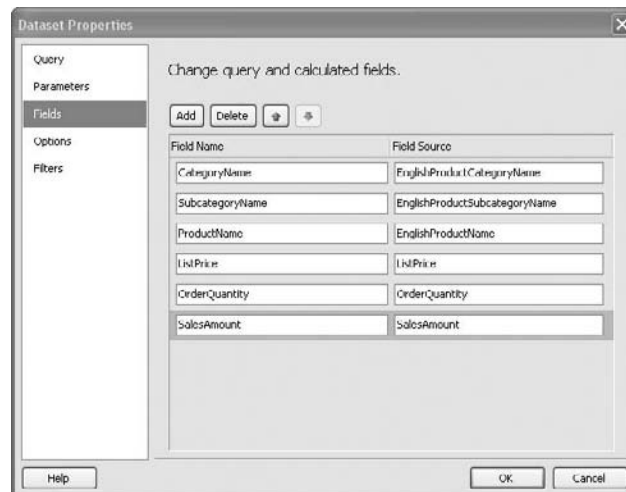 Dataset Properties
Query
Parameters
Fields
Options
Filters
Change query and calculated fields.
Add Delete
Field Name Field Source
CategoryName EnglishProductCategoryName
SubcategoryName EnglishProductSubcategoryName
ProductName EnglishProductName
ListPrice ListPrice
OrderQuantity OrderQuantity
SalesAmount SalesAmount
Help OK Cancel